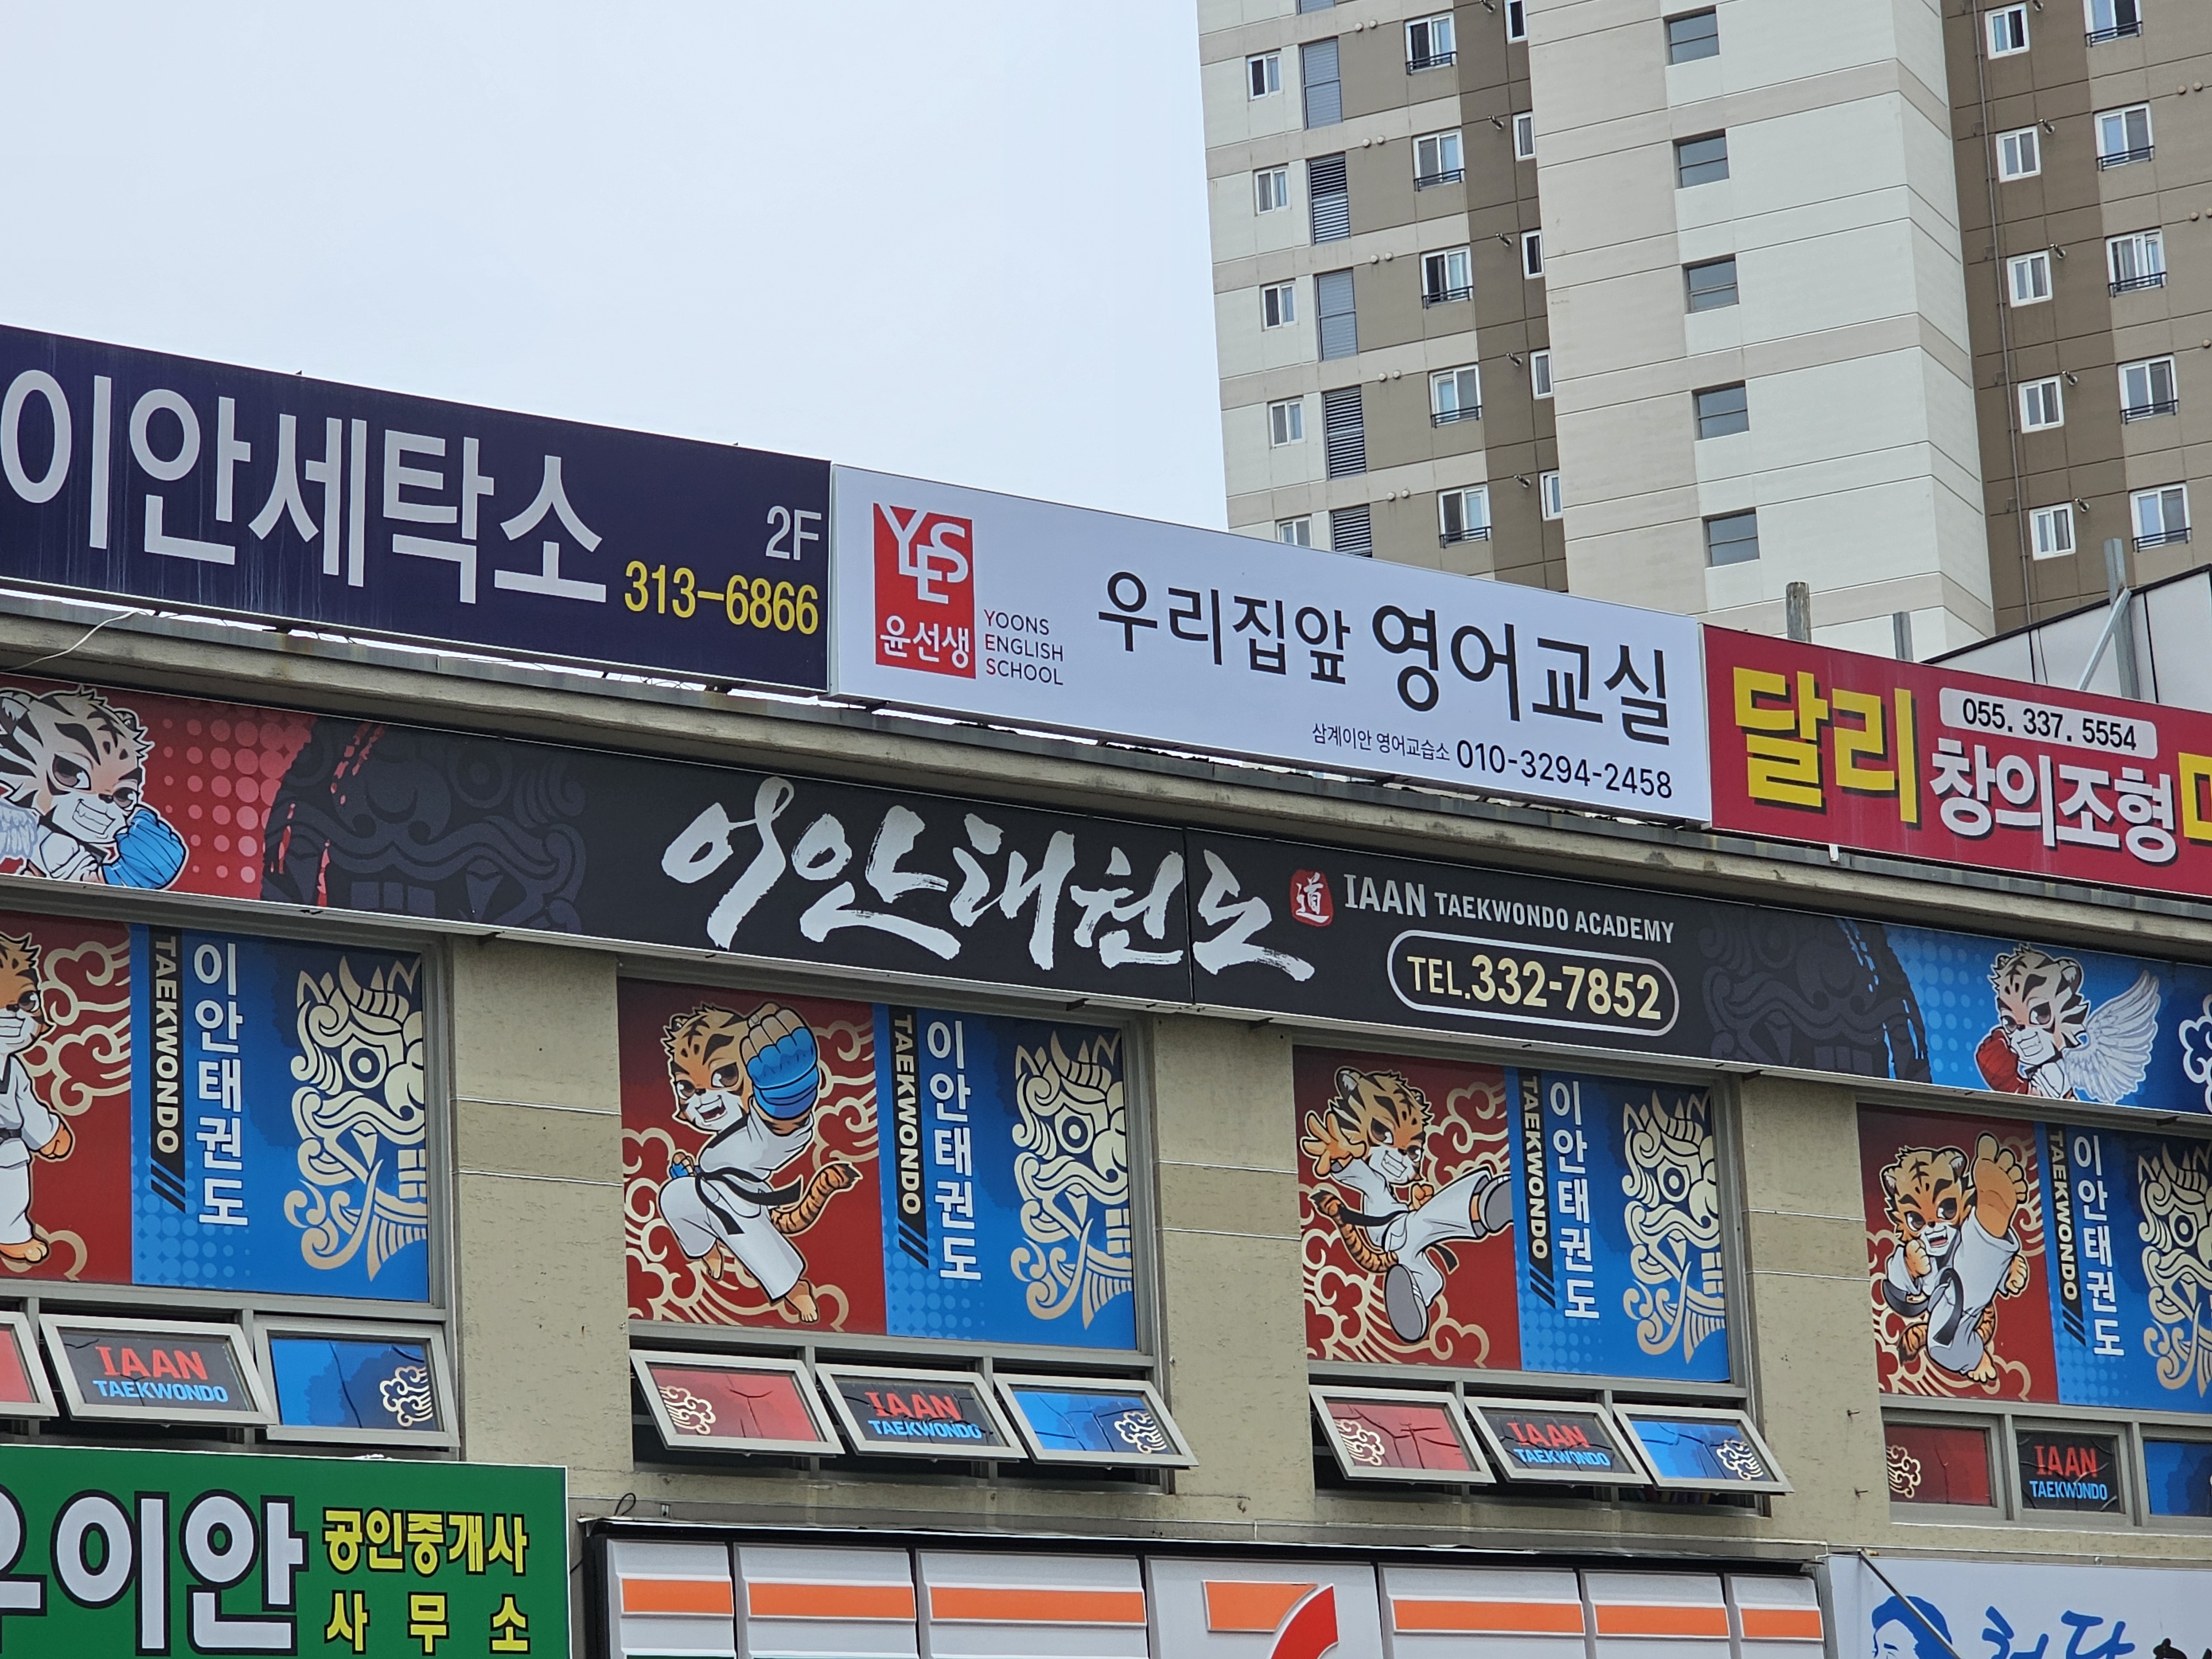 이안세탁소
2F
313-6866
YES
윤선생
YOONS
ENGLISH
SCHOOL
우리집앞 영어교실
삼계이안 영어교습소 010-3294-2458
달리
055. 337. 5554
창의조형
이안태권도
道
IAAN TAEKWONDO ACADEMY
TEL.332-7852
TAEKWONDO
이안태권도
TAEKWONDO
이안태권도
TAEKWONDO
이안태권도
TAEKWONDO
이안태권도
IAAN
TAEKWONDO
IAAN
TAEKWONDO
IAAN
TAEKWONDO
IAAN
TAEKWONDO
이안
공인중개사
사무소
7